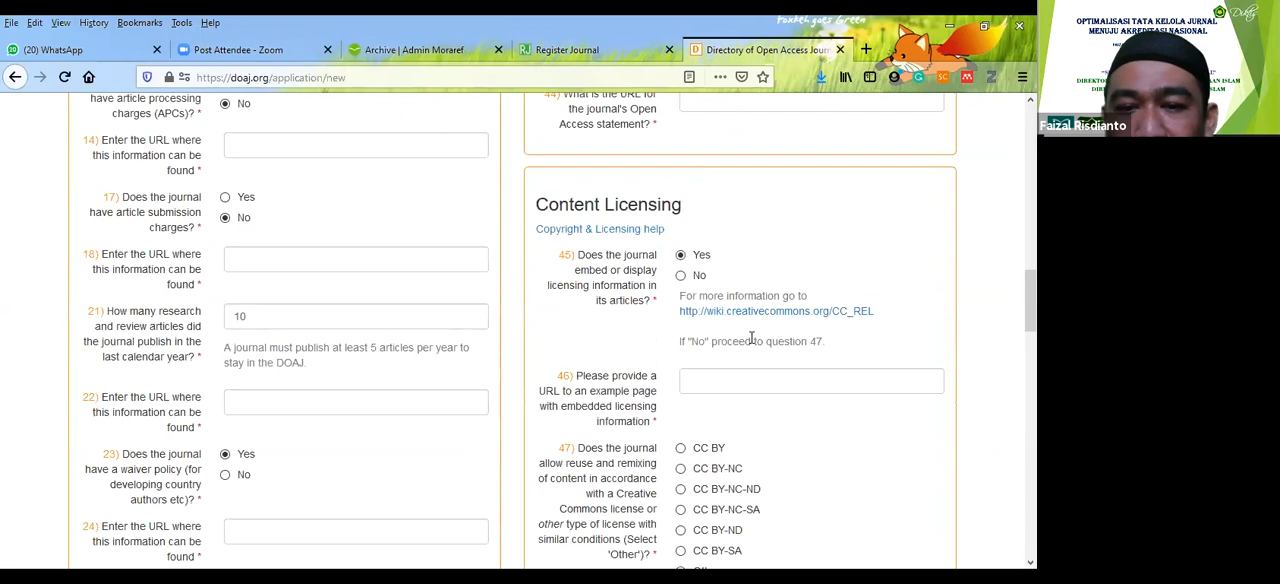 File Edit View History Bookmarks Tools Help
(20) WhatsApp
Post Attendee - Zoom
Archive | Admin Moraref
Register Journal
Directory of Open Access Jour
https://doaj.org/application/new
have article processing
charges (APCs)? *
No
14) Enter the URL where
this information can be
found *
17) Does the journal
have article submission
charges? *
Yes
No
18) Enter the URL where
this information can be
found *
21) How many research
and review articles did
the journal publish in the
last calendar year? *
10
A journal must publish at least 5 articles per year to
stay in the DOAJ.
22) Enter the URL where
this information can be
found *
23) Does the journal
have a waiver policy (for
developing country
authors etc)? *
Yes
No
24) Enter the URL where
this information can be
found *
44) What is the URL for
the journal's Open
Access statement? *
Content Licensing
Copyright & Licensing help
45) Does the journal
embed or display
licensing information in
its articles? *
Yes
No
For more information go to
http://wiki.creativecommons.org/CC_REL
If "No" proceed to question 47.
46) Please provide a
URL to an example page
with embedded licensing
information *
47) Does the journal
allow reuse and remixing
of content in accordance
with a Creative
Commons license or
other type of license with
similar conditions (Select
'Other')? *
CC BY
CC BY-NC
CC BY-NC-ND
CC BY-NC-SA
CC BY-ND
CC BY-SA
Diktis
OPTIMALISASI TATA KELOLA JURNAL
MENUJU AKREDITASI NASIONAL
Faizal Risdianto